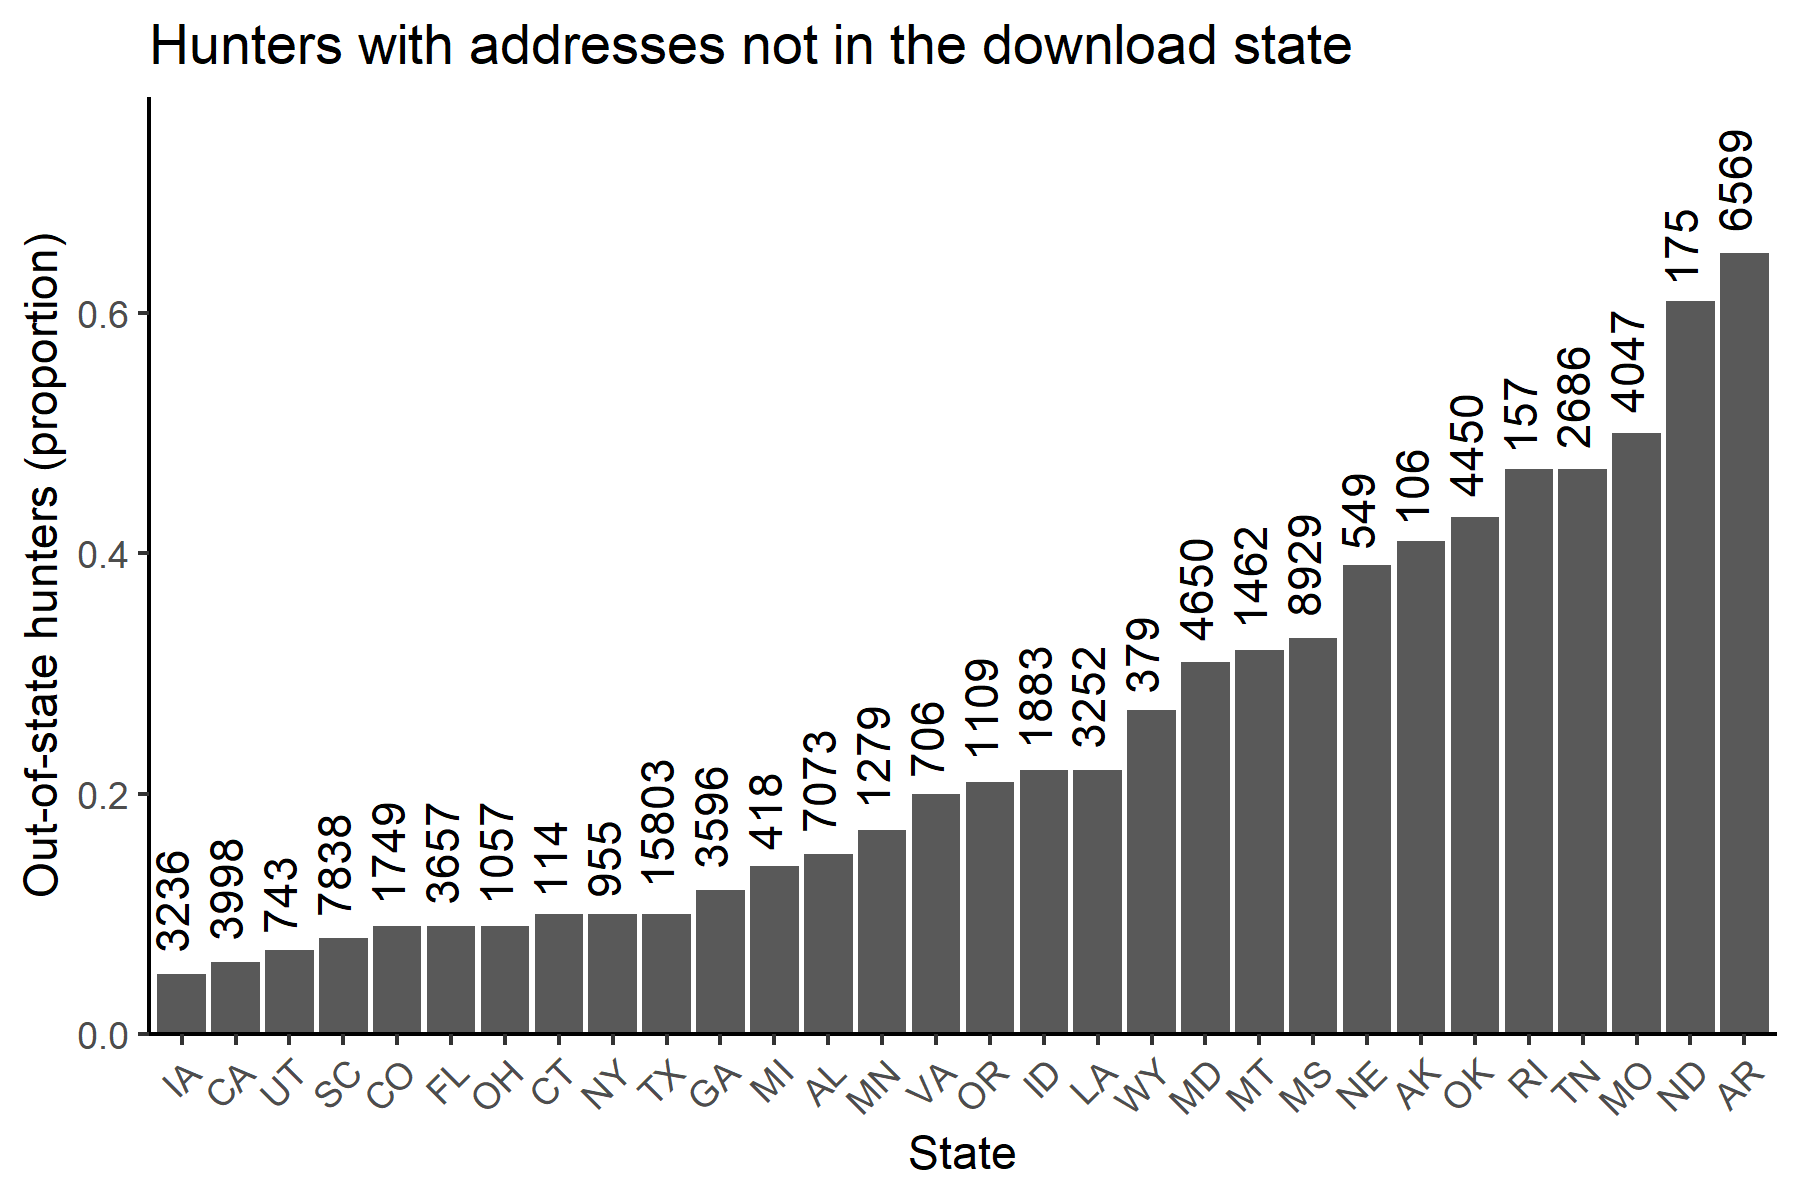 Hunters with addresses not in the download state
Out-of-state hunters (proportion)
0.6
0.4
0.2
0.0
3236
3998
743
7838
1749
3657
1057
114
955
15803
3596
418
7073
1279
706
1109
1883
3252
379
4650
1462
8929
549
106
4450
157
2686
4047
175
6569
IA
CA
UT
SC
CO
FL
OH
CT
NY
TX
GA
MI
AL
MN
VA
OR
ID
LA
WY
MD
MT
MS
NE
AK
OK
RI
TN
MO
ND
AR
State